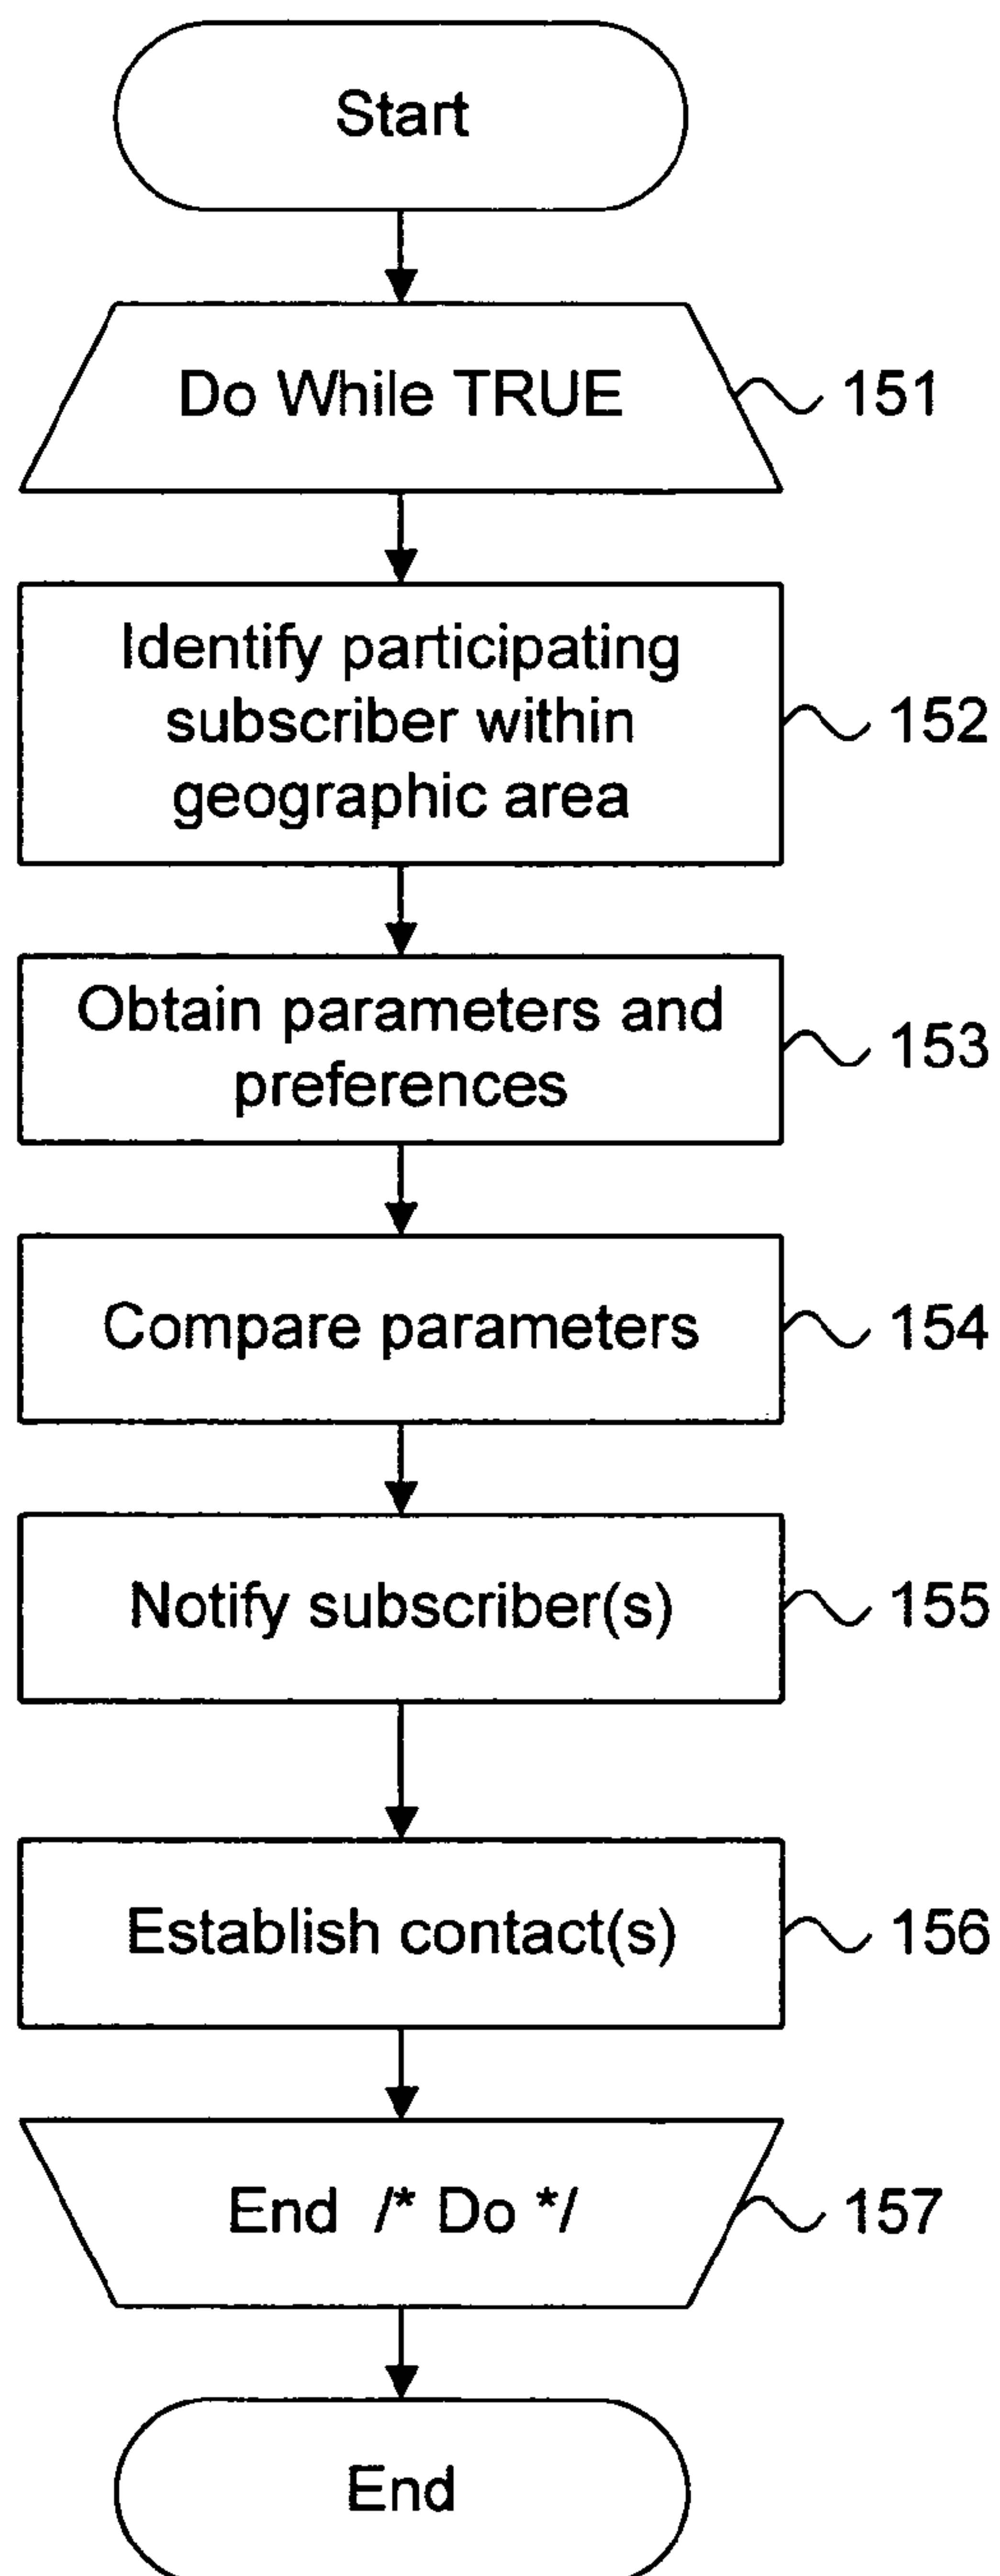 Start
Do While TRUE
151
Identify participating
subscriber within
geographic area
152
Obtain parameters and
preferences
153
Compare parameters
154
Notify subscriber(s)
155
Establish contact(s)
156
End /* Do */
157
End